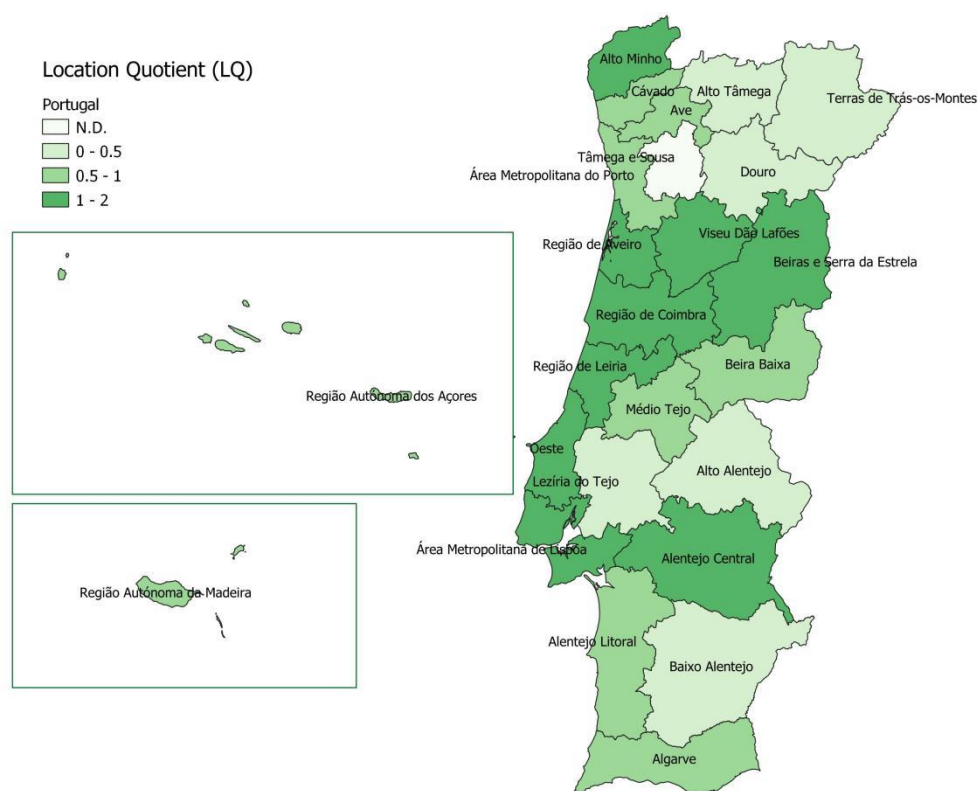 Location Quotient (LQ)
Portugal
N.D.
0 - 0.5
0.5 - 1
1 - 2
Alto Minho
Cávado
Alto Tâmega
Terras de Trás-os-Montes
Ave
Tâmega e Sousa
Área Metropolitana do Porto
Douro
Viseu Dão Lafões
Região de Aveiro
Beiras e Serra da Estrela
Região de Coimbra
Região de Leiria
Beira Baixa
Médio Tejo
Oeste
Alto Alentejo
Lezíria do Tejo
Área Metropolitana de Lisboa
Alentejo Central
Alentejo Litoral
Baixo Alentejo
Algarve
Região Autónoma dos Açores
Região Autónoma da Madeira